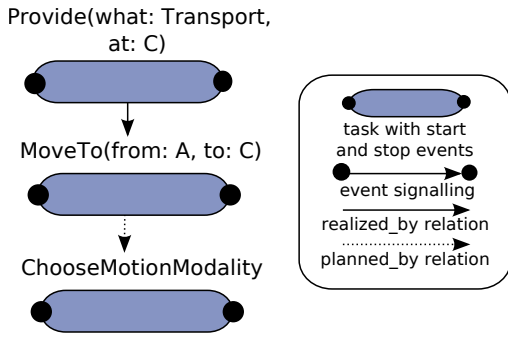 Provide(what: Transport,
at: C)
MoveTo(from: A, to: C)
ChooseMotionModality
task with start
and stop events
event signalling
realized_by relation
planned_by relation